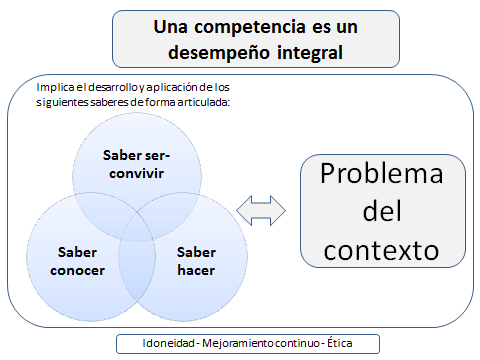 Una competencia es un
desempeño integral
Implica el desarrollo y aplicación de los
siguientes saberes de forma articulada:
Saber ser-
convivir
Saber
conocer
Saber
hacer
Problema
del
contexto
Idoneidad - Mejoramiento continuo - Ética